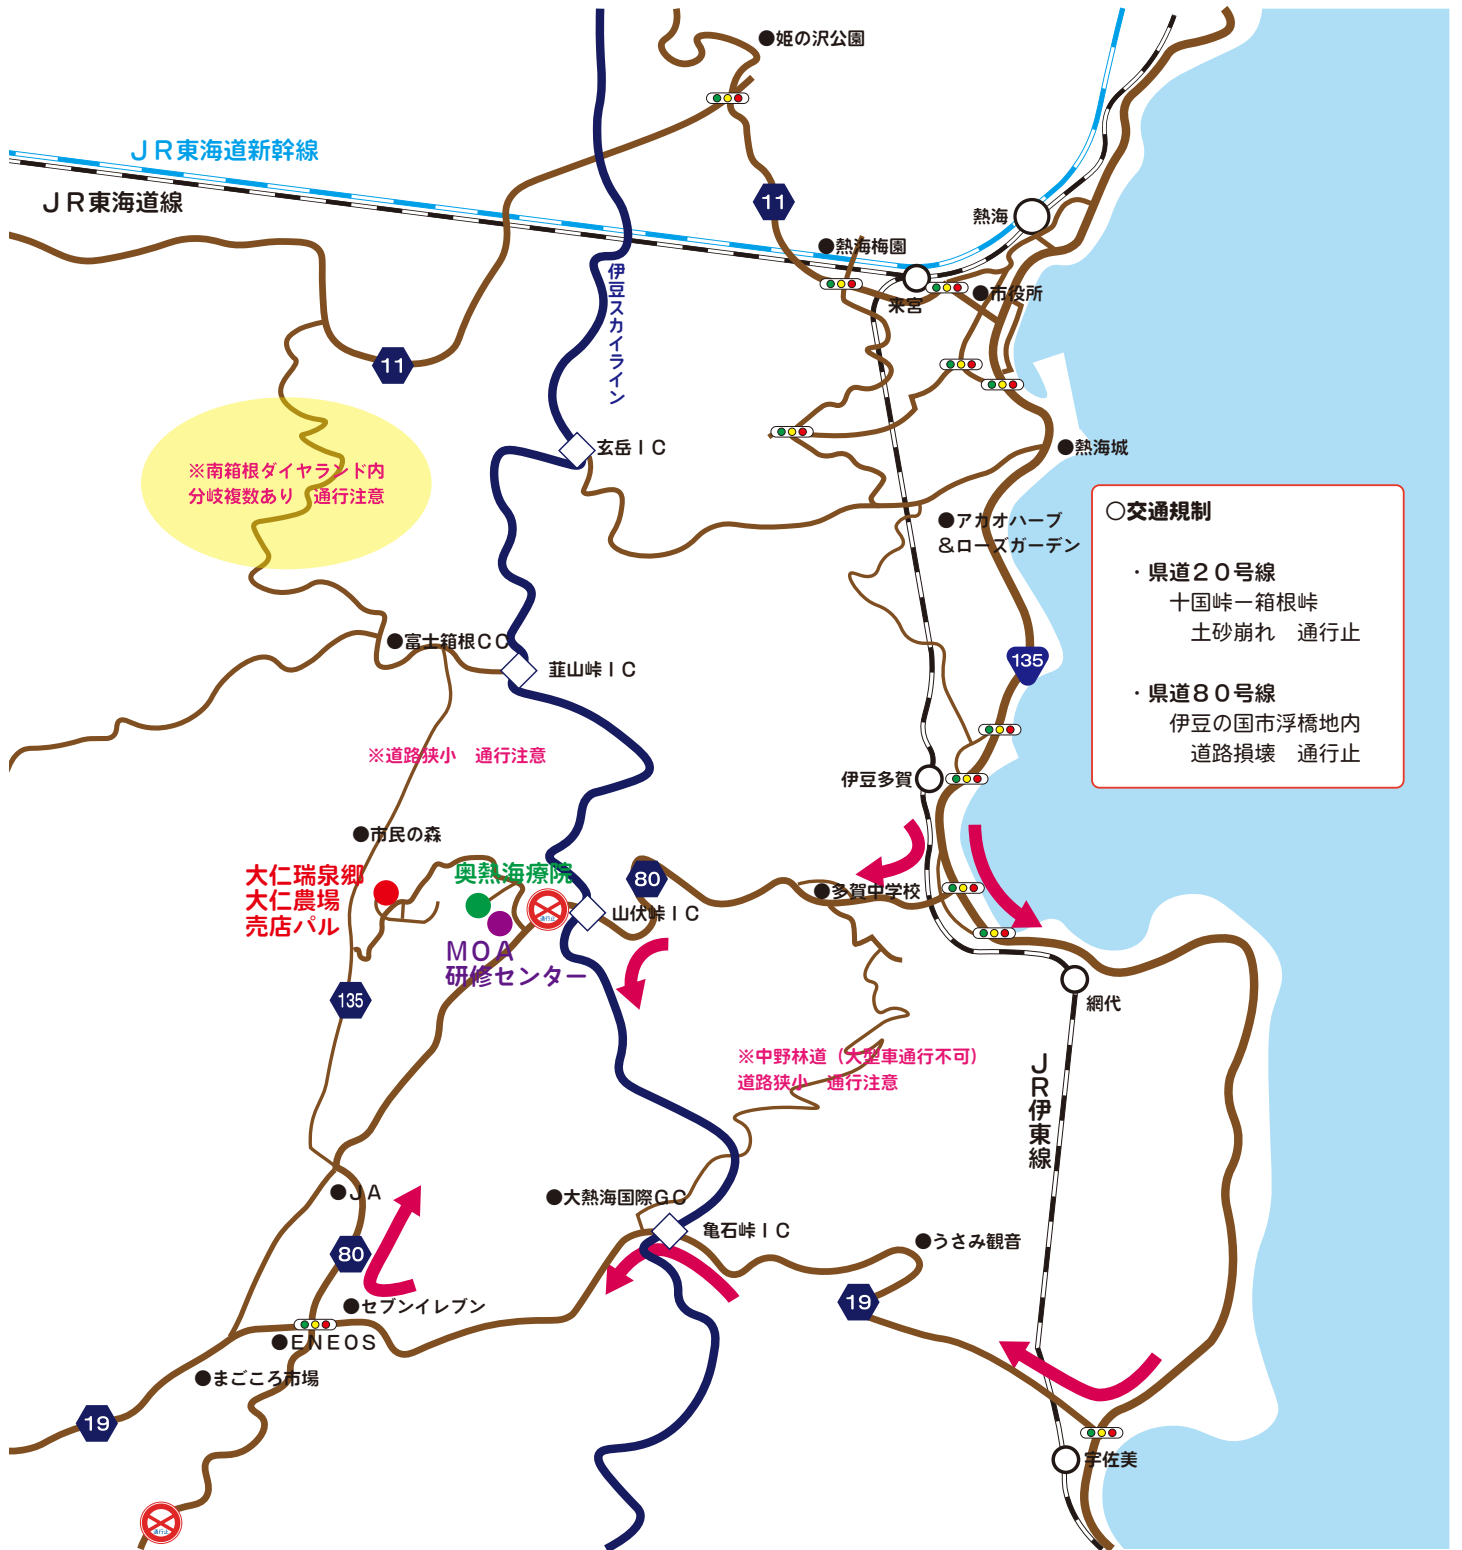 ●姫の沢公園
ＪＲ東海道新幹線
ＪＲ東海道線
11
熱海
●熱海梅園
伊豆スカイライン
来宮
●市役所
11
玄岳ＩＣ
●熱海城
※南箱根ダイヤランド内
分岐複数あり　通行注意
●アカオハーブ
＆ローズガーデン
○交通規制
・県道２０号線
十国峠ー箱根峠
土砂崩れ　通行止
・県道８０号線
伊豆の国市浮橋地内
道路損壊　通行止
●富士箱根ＣＣ
韮山峠ＩＣ
135
※道路狭小　通行注意
伊豆多賀
●市民の森
大仁瑞泉郷
大仁農場
売店パル
奥熱海療院
80
●多賀中学校
通行止
山伏峠ＩＣ
ＭＯＡ
研修センター
135
網代
※中野林道（大型車通行不可）
道路狭小　通行注意
ＪＲ伊東線
●ＪＡ
●大熱海国際ＧＣ
亀石峠ＩＣ
●うさみ観音
80
19
●セブンイレブン
●ＥＮＥＯＳ
●まごころ市場
19
宇佐美
通行止